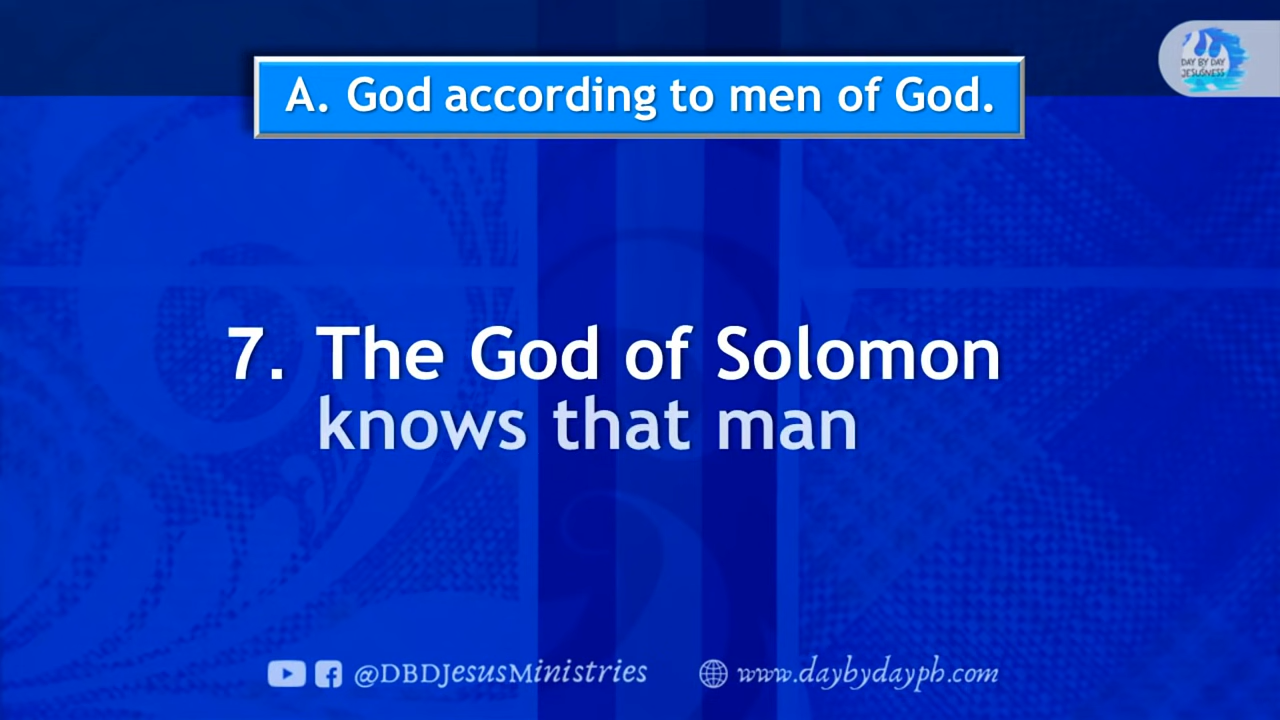 A. God according to men of God.
DAY BY DAY
JESUSNESS
7. The God of Solomon
knows that man
@DBDJesusMinistries
www.daybydayph.com